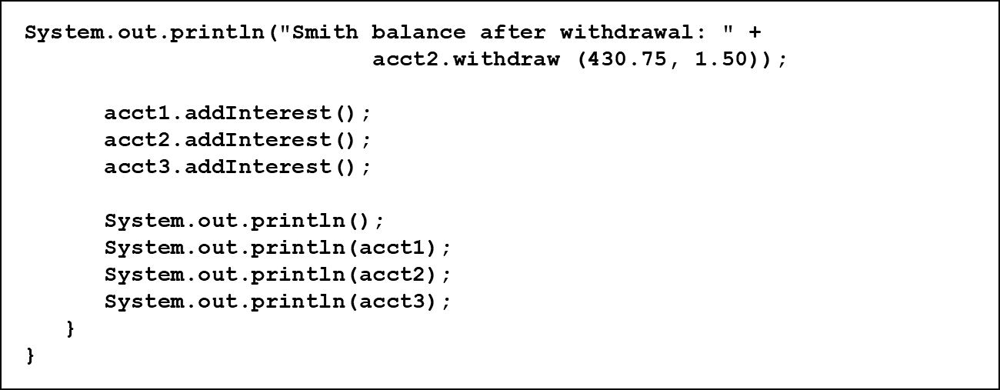 System.out.println("Smith balance after withdrawal: " +
                          acct2.withdraw (430.75, 1.50));
      acct1.addInterest();
      acct2.addInterest();
      acct3.addInterest();
      System.out.println();
      System.out.println(acct1);
      System.out.println(acct2);
      System.out.println(acct3);
   }
}